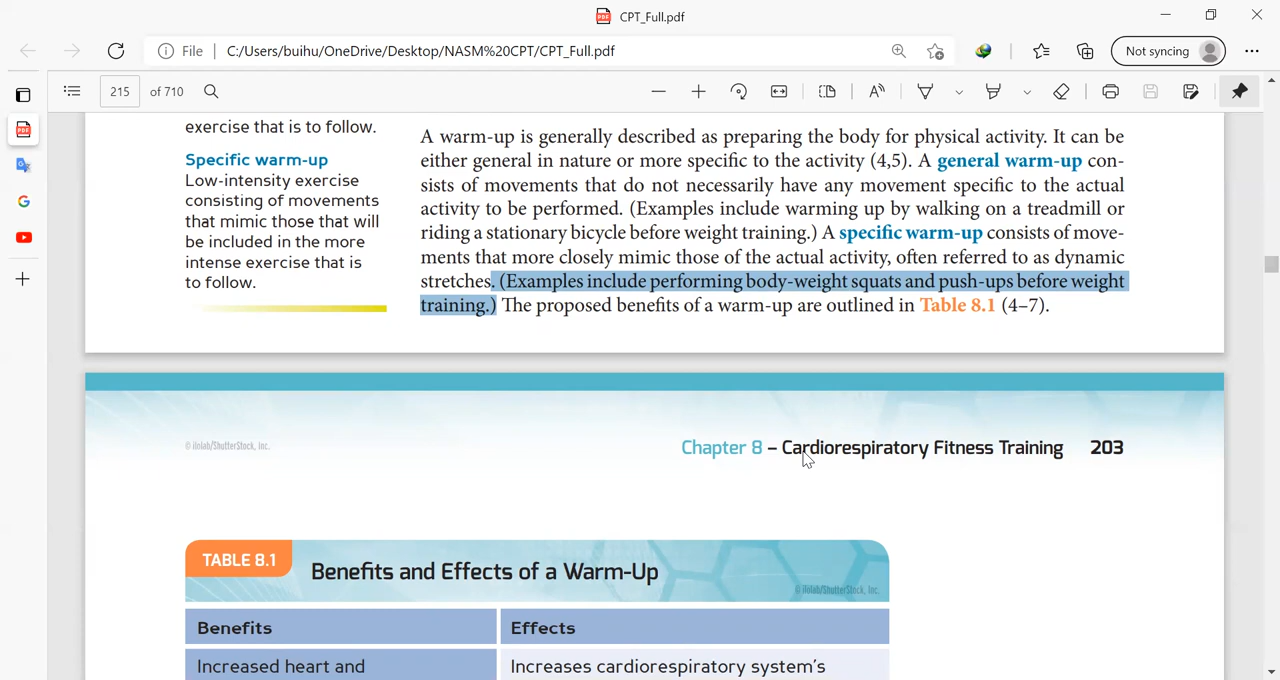 CPT_Full.pdf
File
C:/Users/buihu/OneDrive/Desktop/NASM%20CPT/CPT_Full.pdf
Not syncing
215 of 710
exercise that is to follow.
Specific warm-up
Low-intensity exercise
consisting of movements
that mimic those that will
be included in the more
intense exercise that is
to follow.
A warm-up is generally described as preparing the body for physical activity. It can be
either general in nature or more specific to the activity (4,5). A general warm-up con-
sists of movements that do not necessarily have any movement specific to the actual
activity to be performed. (Examples include warming up by walking on a treadmill or
riding a stationary bicycle before weight training.) A specific warm-up consists of move-
ments that more closely mimic those of the actual activity, often referred to as dynamic
stretches. (Examples include performing body-weight squats and push-ups before weight
training.) The proposed benefits of a warm-up are outlined in Table 8.1 (4–7).
© ilolab/ShutterStock, Inc.
Chapter 8 – Cardiorespiratory Fitness Training 203
TABLE 8.1
Benefits and Effects of a Warm-Up
© ilolab/ShutterStock, Inc.
Benefits
Effects
Increased heart and
Increases cardiorespiratory system's